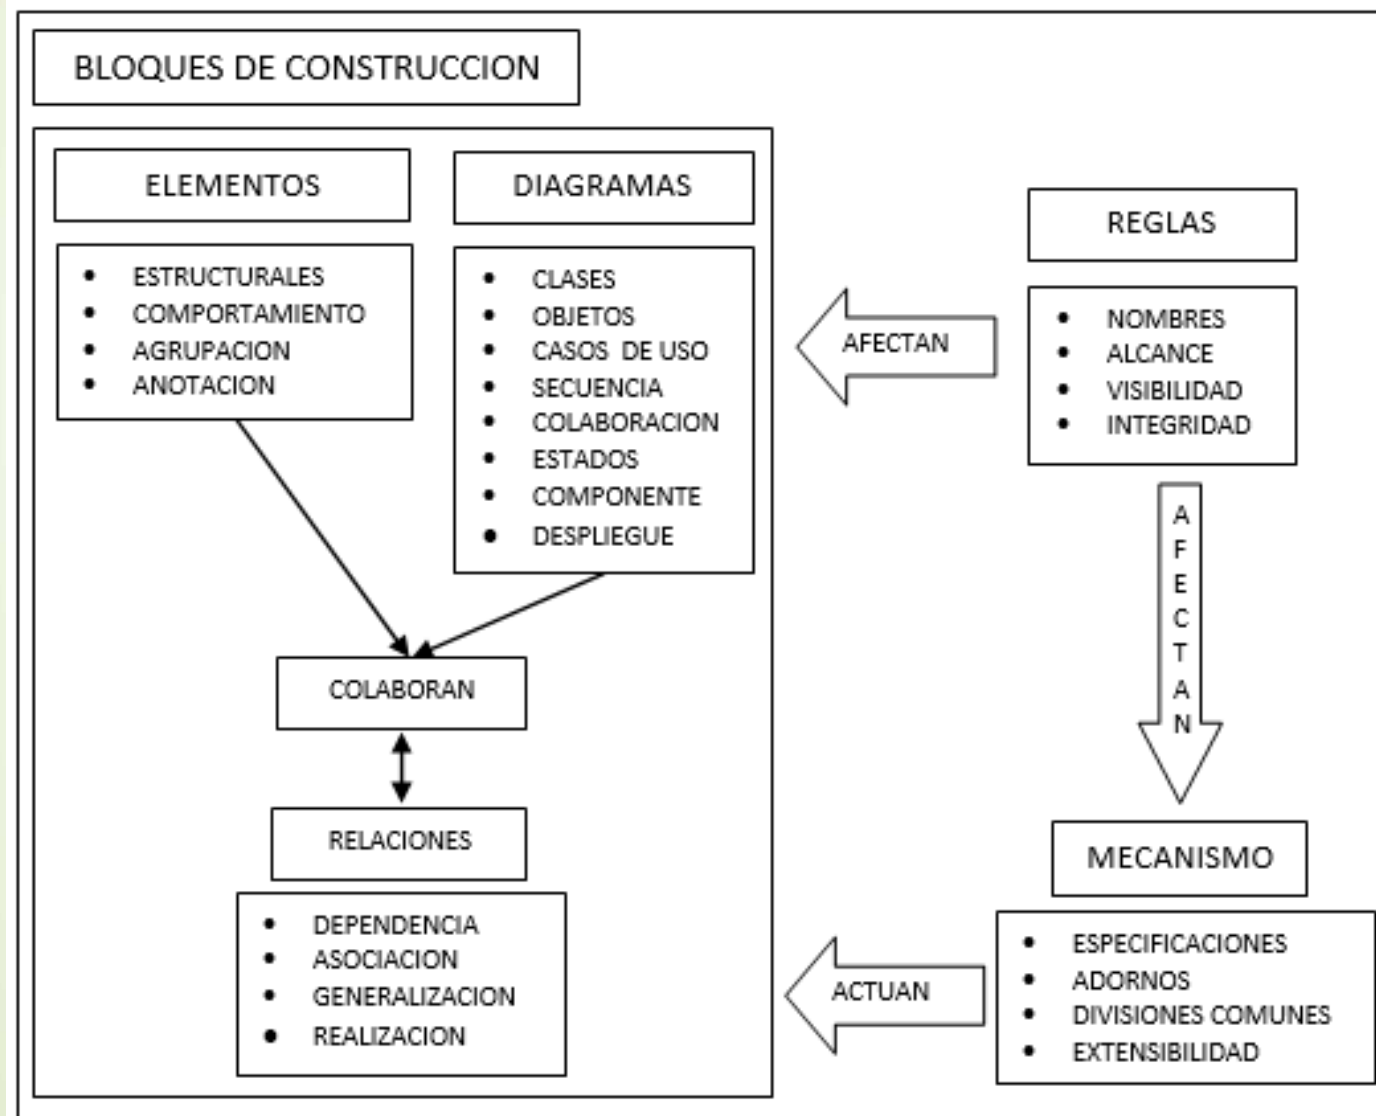 BLOQUES DE CONSTRUCCION
ELEMENTOS
• ESTRUCTURALES
• COMPORTAMIENTO
• AGRUPACION
• ANOTACION
DIAGRAMAS
• CLASES
• OBJETOS
• CASOS DE USO
• SECUENCIA
• COLABORACION
• ESTADOS
• COMPONENTE
• DESPLIEGUE
COLABORAN
RELACIONES
• DEPENDENCIA
• ASOCIACION
• GENERALIZACION
• REALIZACION
AFECTAN
REGLAS
• NOMBRES
• ALCANCE
• VISIBILIDAD
• INTEGRIDAD
AFECTAN
MECANISMO
• ESPECIFICACIONES
• ADORNOS
• DIVISIONES COMUNES
• EXTENSIBILIDAD
ACTUAN